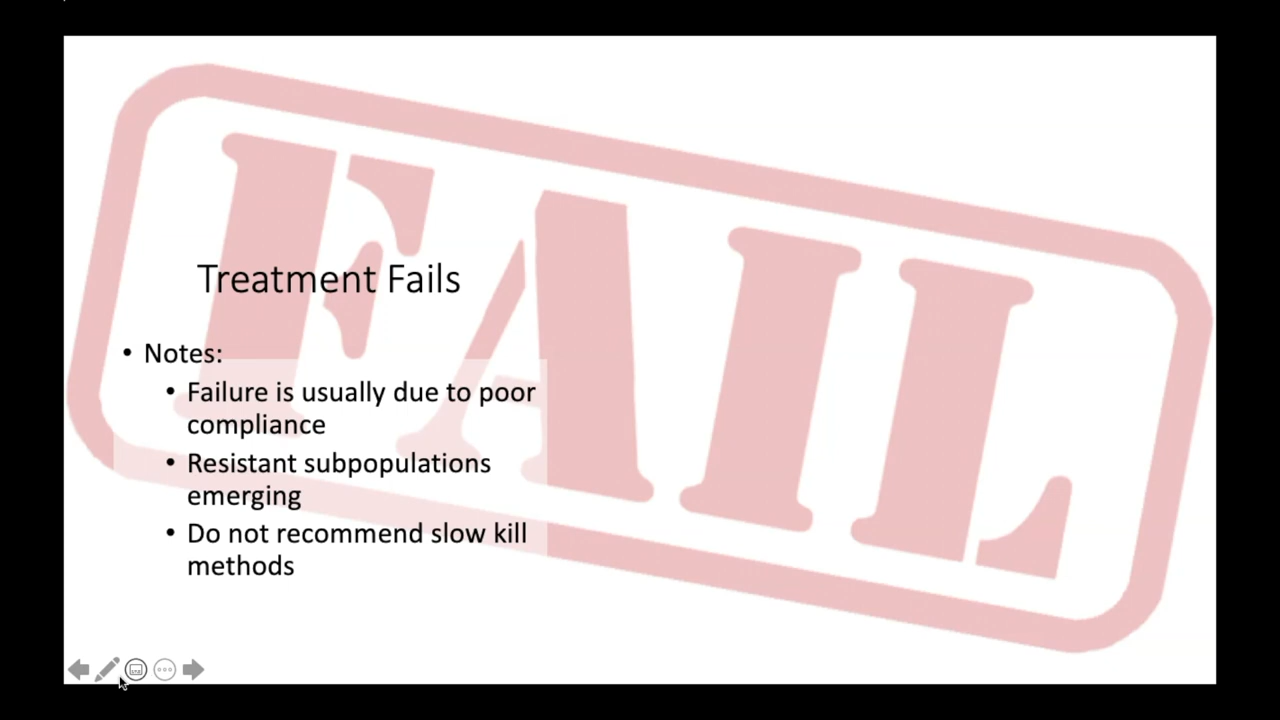 FAIL
Treatment Fails
• Notes:
• Failure is usually due to poor
compliance
• Resistant subpopulations
emerging
• Do not recommend slow kill
methods